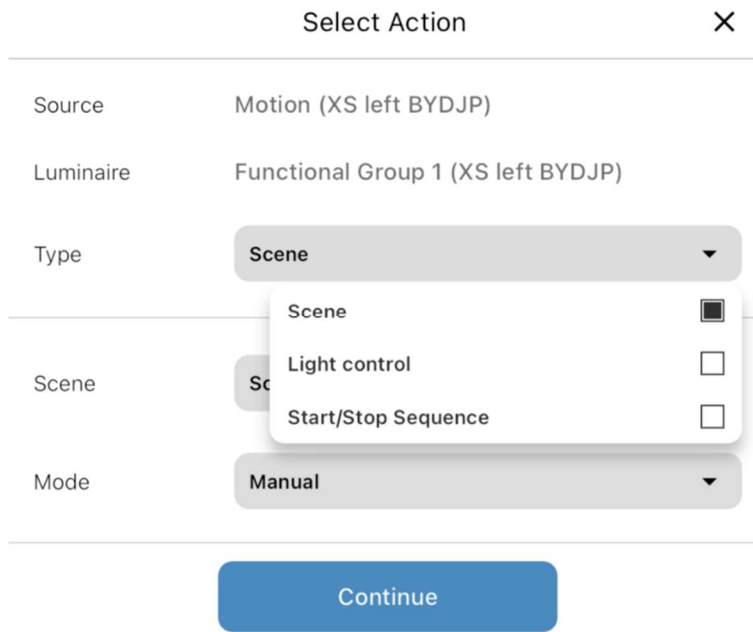 Select Action
Source Motion (XS left BYDJP)
Luminaire Functional Group 1 (XS left BYDJP)
Type Scene
Scene
Light control
Scene
Start/Stop Sequence
Mode Manual
Continue